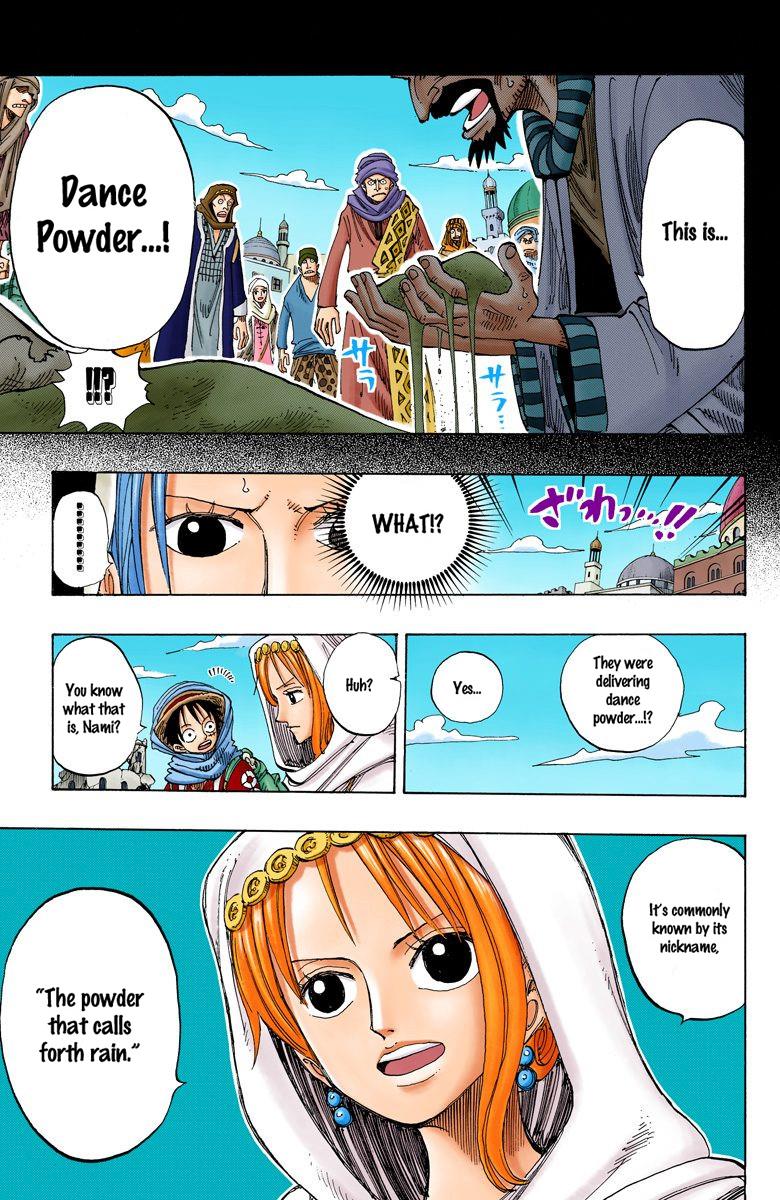 This is...
Dance
Powder...!
!!?
サラ
サラ...
ざわっ...!!
WHAT!?
.........
They were
delivering
dance
powder...!?
Yes...
Huh?
You know
what that
is, Nami?
It's commonly
known by its
nickname,
"The powder
that calls
forth rain."